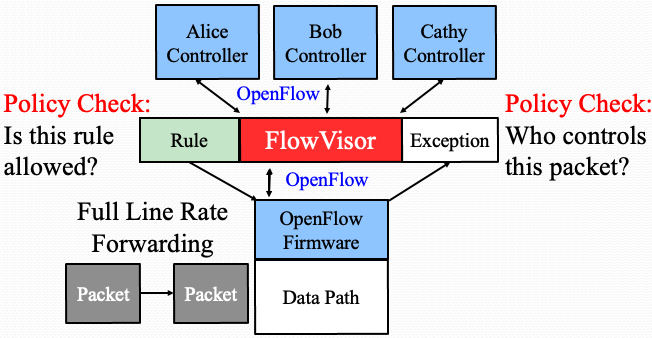 Alice
Controller
Bob
Controller
Cathy
Controller
OpenFlow
Policy Check:
Is this rule
allowed?
Rule
FlowVisor
Exception
Policy Check:
Who controls
this packet?
OpenFlow
Full Line Rate
Forwarding
OpenFlow
Firmware
Packet
Packet
Data Path